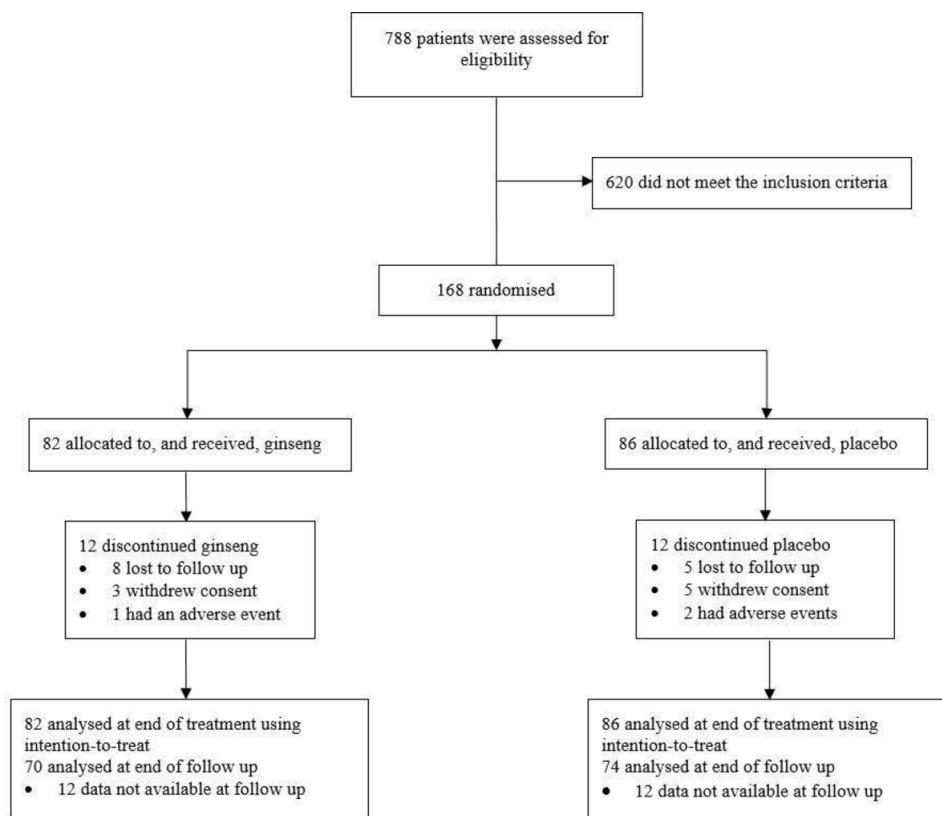 788 patients were assessed for
eligibility
620 did not meet the inclusion criteria
168 randomised
82 allocated to, and received, ginseng
86 allocated to, and received, placebo
12 discontinued ginseng
• 8 lost to follow up
• 3 withdrew consent
• 1 had an adverse event
12 discontinued placebo
• 5 lost to follow up
• 5 withdrew consent
• 2 had adverse events
82 analysed at end of treatment using
intention-to-treat
70 analysed at end of follow up
• 12 data not available at follow up
86 analysed at end of treatment using
intention-to-treat
74 analysed at end of follow up
• 12 data not available at follow up